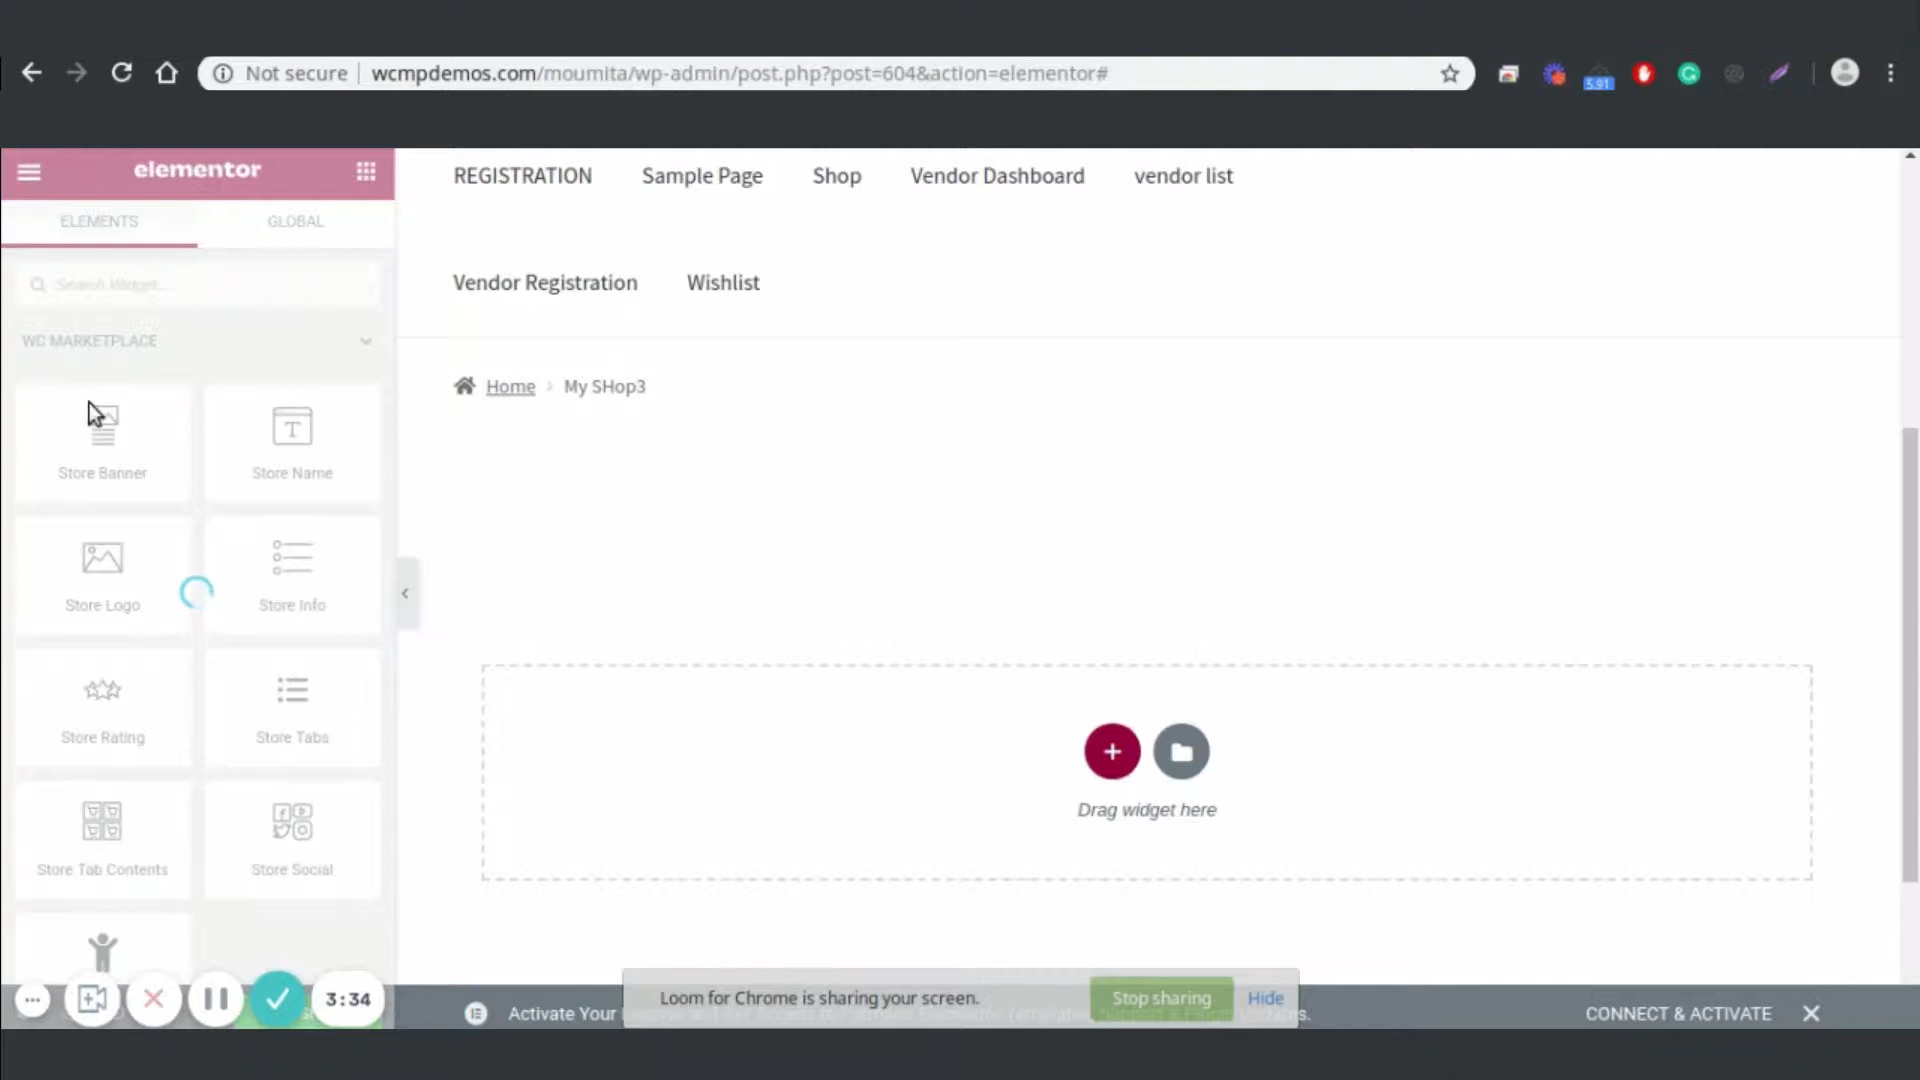 Not secure
wcmpdemos.com/moumita/wp-admin/post.php?post=604&action=elementor#
5.91
elementor
ELEMENTS
GLOBAL
Search Widget...
WC MARKETPLACE
Store Banner
Store Name
Store Logo
Store Info
Store Rating
Store Tabs
Store Tab Contents
Store Social
REGISTRATION
Sample Page
Shop
Vendor Dashboard
vendor list
Vendor Registration
Wishlist
Home
My SHop3
Drag widget here
3:34
Loom for Chrome is sharing your screen.
Stop sharing
Hide
Activate Your
CONNECT & ACTIVATE